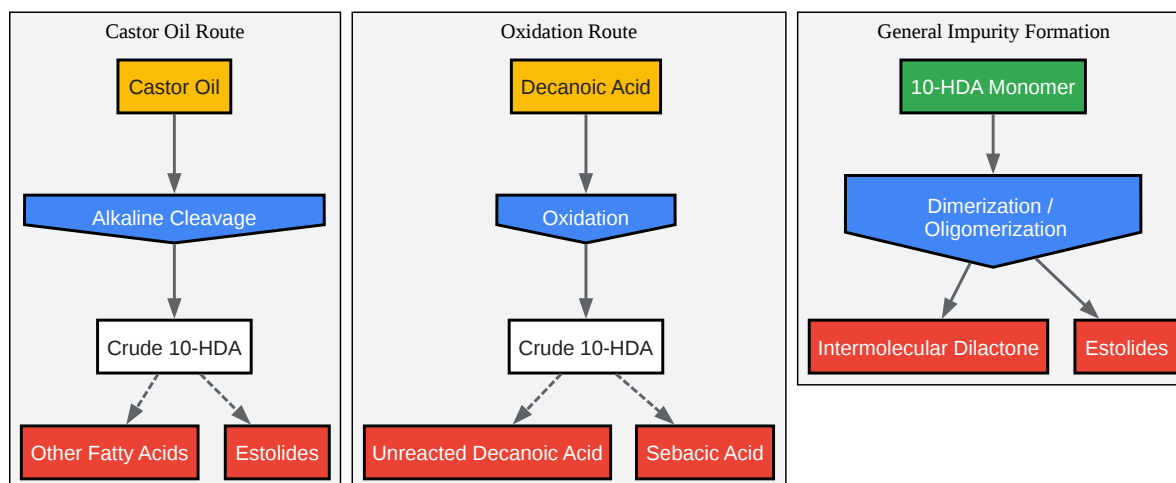 Castor Oil Route
Castor Oil
Alkaline Cleavage
Crude 10-HDA
Other Fatty Acids
Estolides
Oxidation Route
Decanoic Acid
Oxidation
Crude 10-HDA
Unreacted Decanoic Acid
Sebacic Acid
General Impurity Formation
10-HDA Monomer
Dimerization /
Oligomerization
Intermolecular Dilactone
Estolides